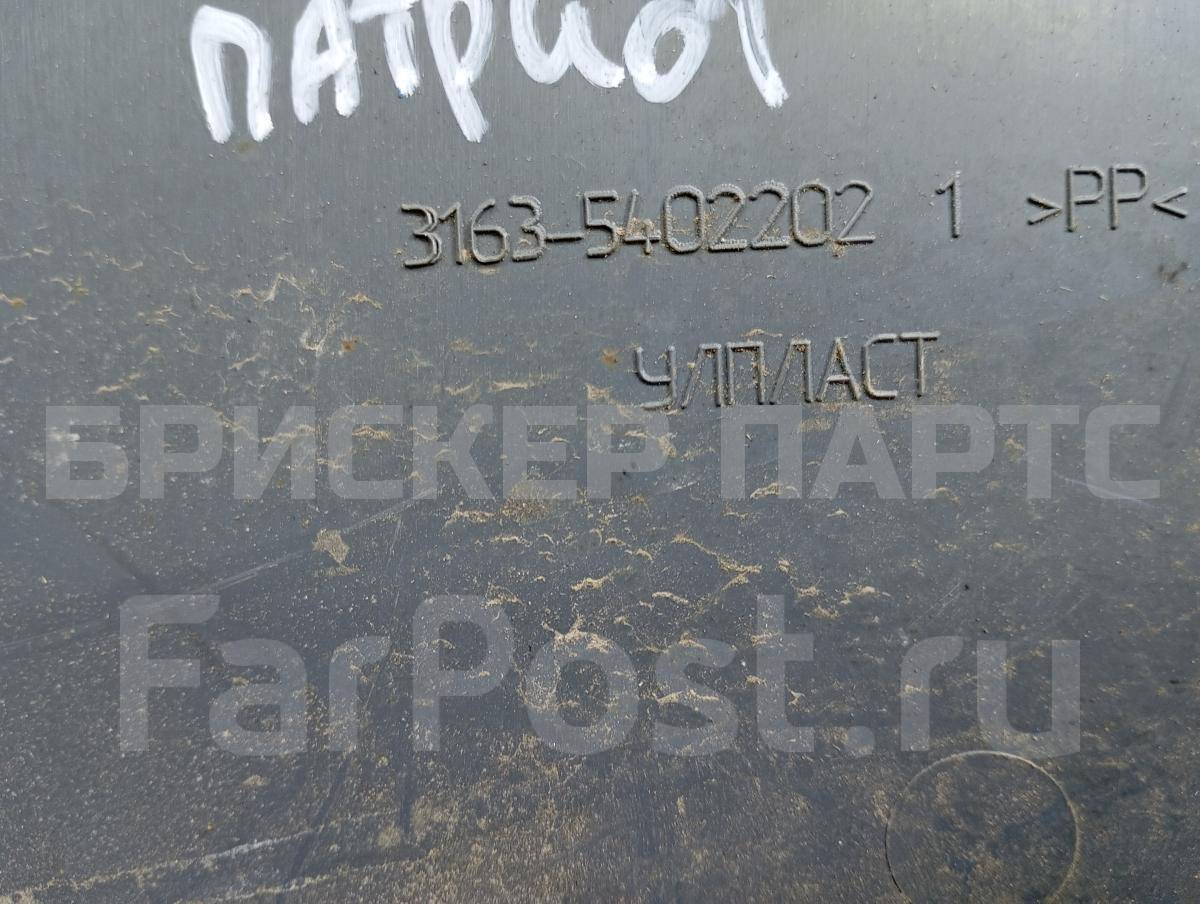 ПАТРИОТ
3163-5402202 1 >PP<
УЛПЛАСТ
БРИСКЕР ПАРТС
FarPost.ru